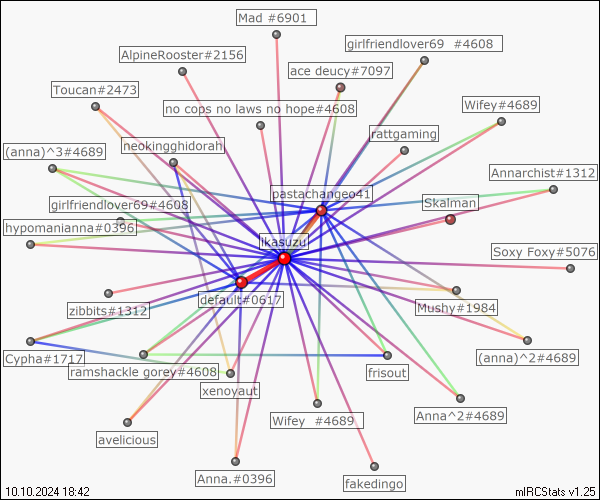 Mad #6901
girlfriendlover69 #4608
AlpineRooster#2156
ace deucy#7097
Toucan#2473
no cops no laws no hope#4608
Wifey#4689
rattgaming
neokingghidorah
(anna)^3#4689
Annarchist#1312
pastachangeo41
girlfriendlover69#4608
Skalman
hypomanianna#0396
ikasuzu
Soxy Foxy#5076
default#0617
zibbits#1312
Mushy#1984
Cypha#1717
(anna)^2#4689
ramshackle gorey#4608
frisout
xenoyaut
Wifey #4689
Anna^2#4689
avelicious
Anna.#0396
fakedingo
10.10.2024 18:42
mIRCStats v1.25